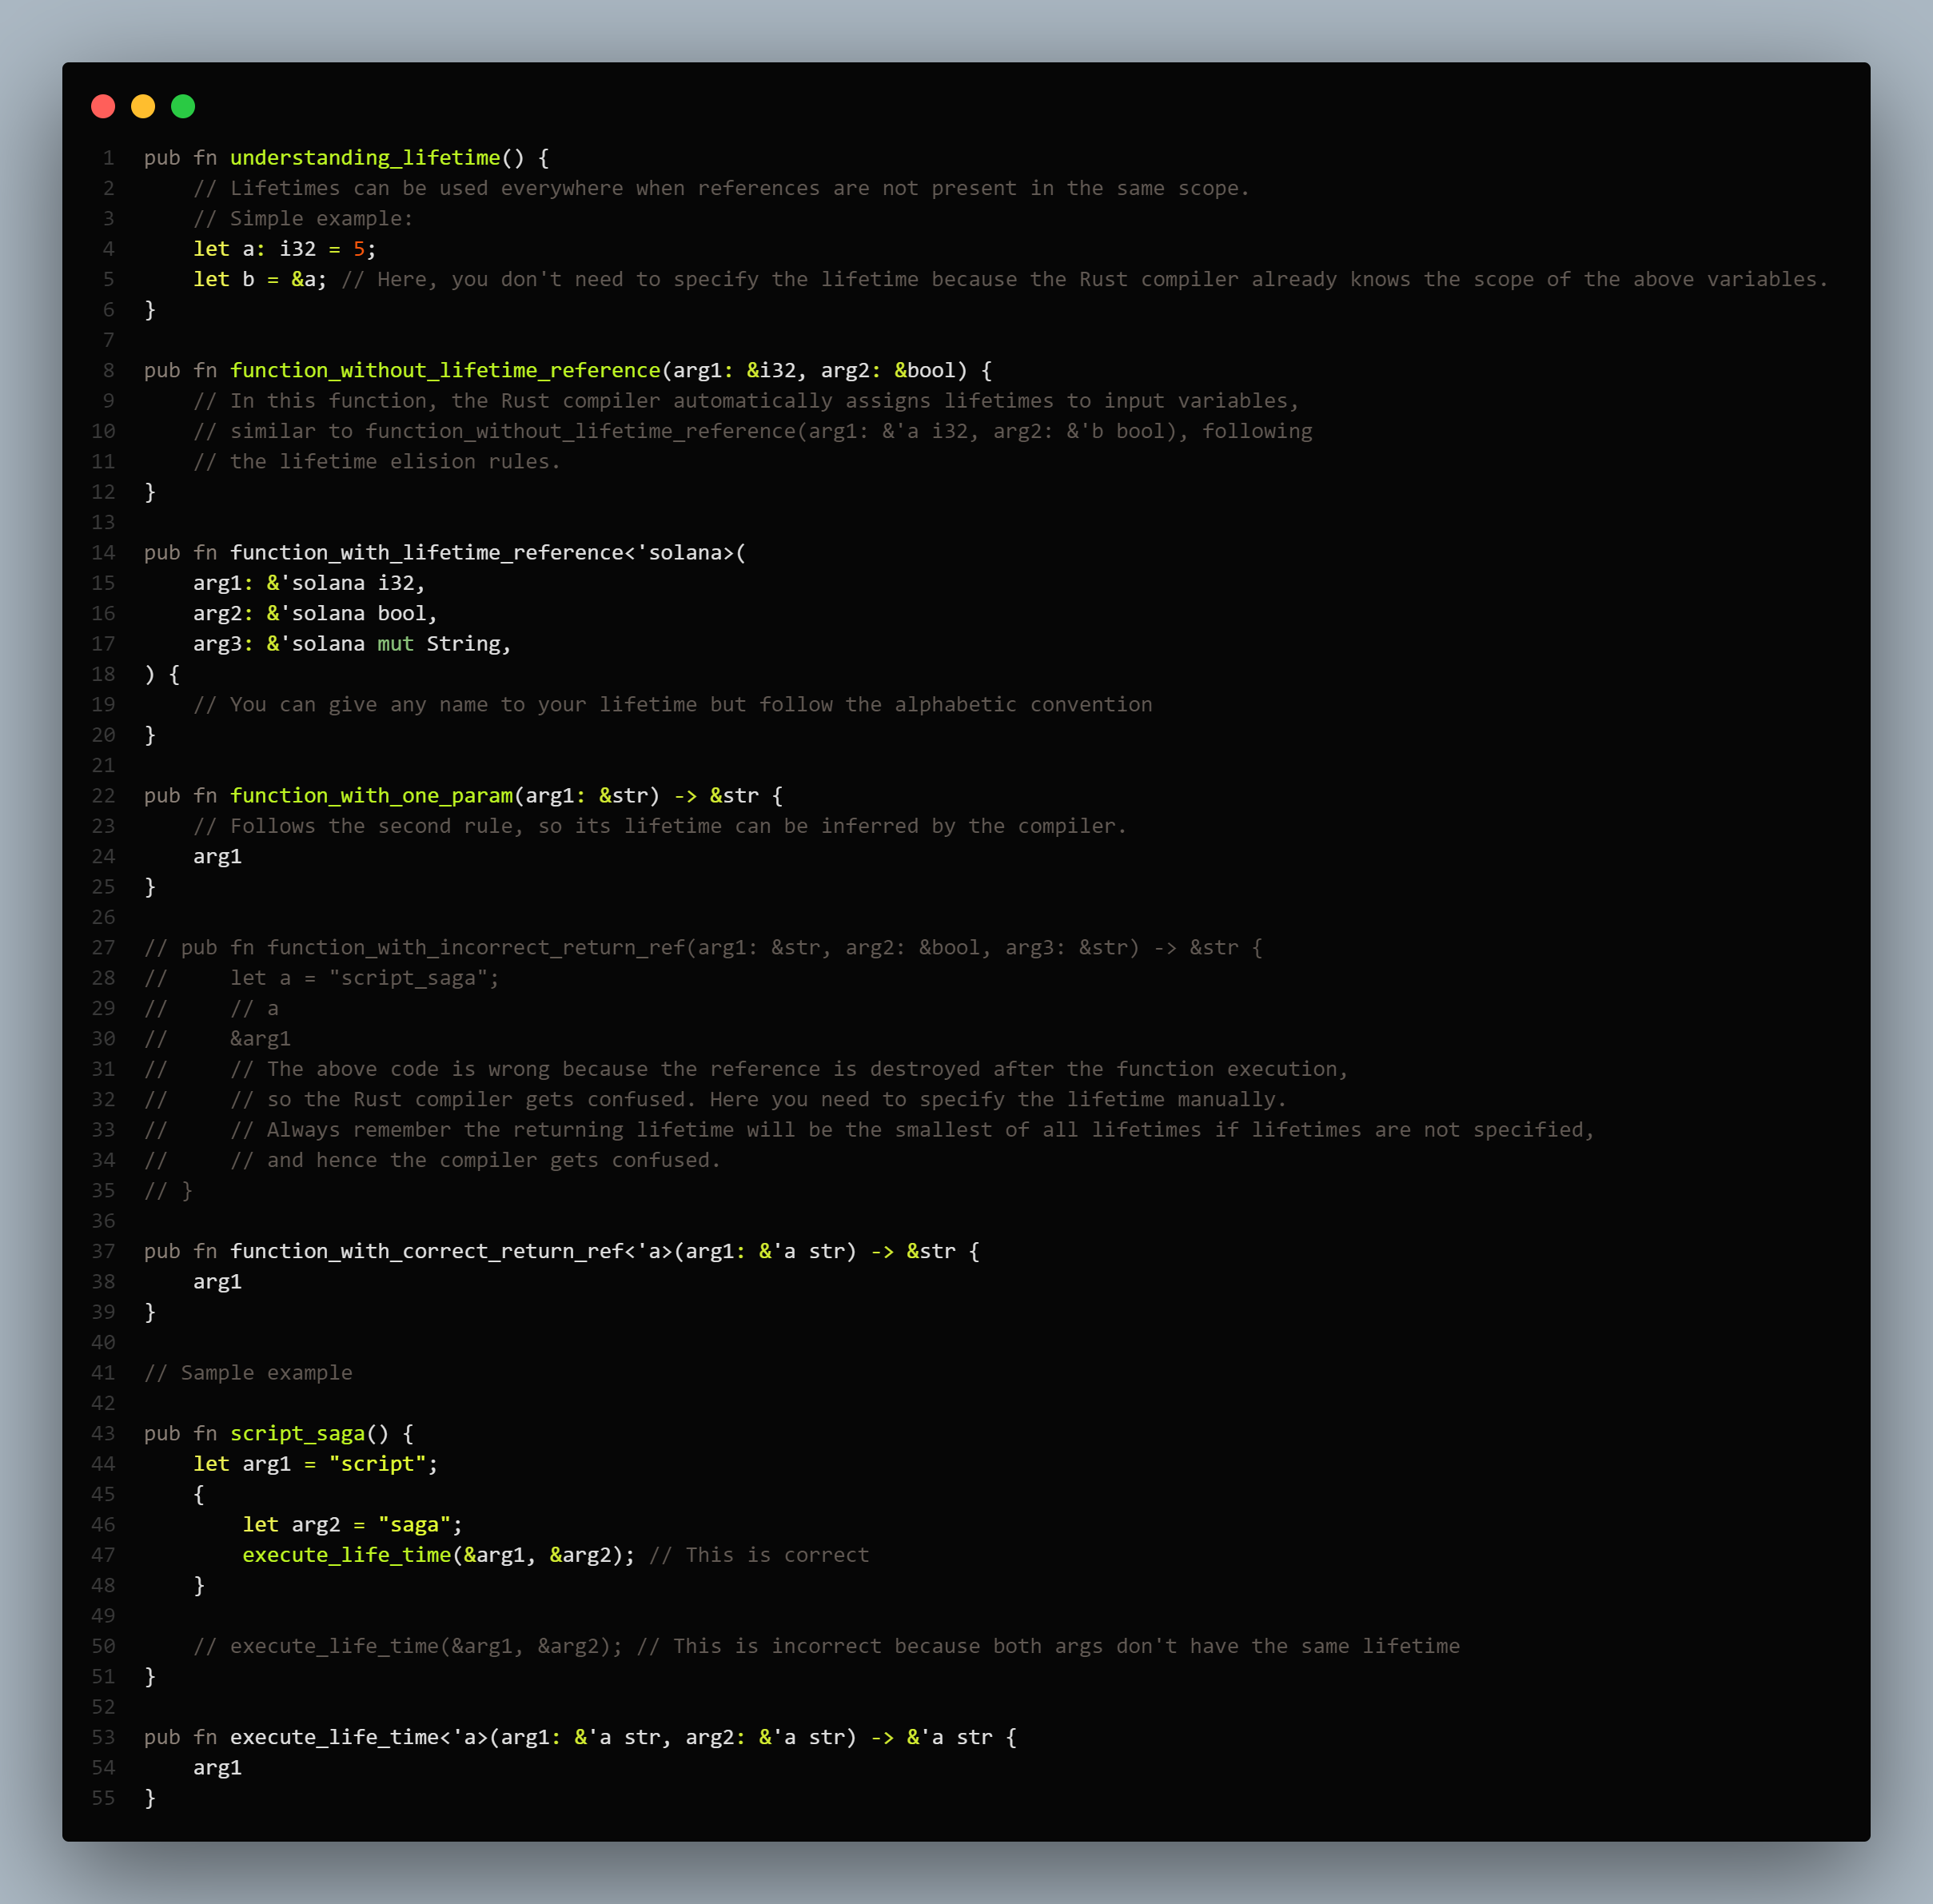 1 pub fn understanding_lifetime() {
2     // Lifetimes can be used everywhere when references are not present in the same scope.
3     // Simple example:
4     let a: i32 = 5;
5     let b = &a; // Here, you don't need to specify the lifetime because the Rust compiler already knows the scope of the above variables.
6 }
7
8 pub fn function_without_lifetime_reference(arg1: &i32, arg2: &bool) {
9     // In this function, the Rust compiler automatically assigns lifetimes to input variables,
10     // similar to function_without_lifetime_reference(arg1: &'a i32, arg2: &'b bool), following
11     // the lifetime elision rules.
12 }
13
14 pub fn function_with_lifetime_reference<'solana>(
15     arg1: &'solana i32,
16     arg2: &'solana bool,
17     arg3: &'solana mut String,
18 ) {
19     // You can give any name to your lifetime but follow the alphabetic convention
20 }
21
22 pub fn function_with_one_param(arg1: &str) -> &str {
23     // Follows the second rule, so its lifetime can be inferred by the compiler.
24     arg1
25 }
26
27 // pub fn function_with_incorrect_return_ref(arg1: &str, arg2: &bool, arg3: &str) -> &str {
28 //     let a = "script_saga";
29 //     // a
30 //     &arg1
31 //     // The above code is wrong because the reference is destroyed after the function execution,
32 //     // so the Rust compiler gets confused. Here you need to specify the lifetime manually.
33 //     // Always remember the returning lifetime will be the smallest of all lifetimes if lifetimes are not specified,
34 //     // and hence the compiler gets confused.
35 // }
36
37 pub fn function_with_correct_return_ref<'a>(arg1: &'a str) -> &str {
38     arg1
39 }
40
41 // Sample example
42
43 pub fn script_saga() {
44     let arg1 = "script";
45     {
46         let arg2 = "saga";
47         execute_life_time(&arg1, &arg2); // This is correct
48     }
49
50     // execute_life_time(&arg1, &arg2); // This is incorrect because both args don't have the same lifetime
51 }
52
53 pub fn execute_life_time<'a>(arg1: &'a str, arg2: &'a str) -> &'a str {
54     arg1
55 }